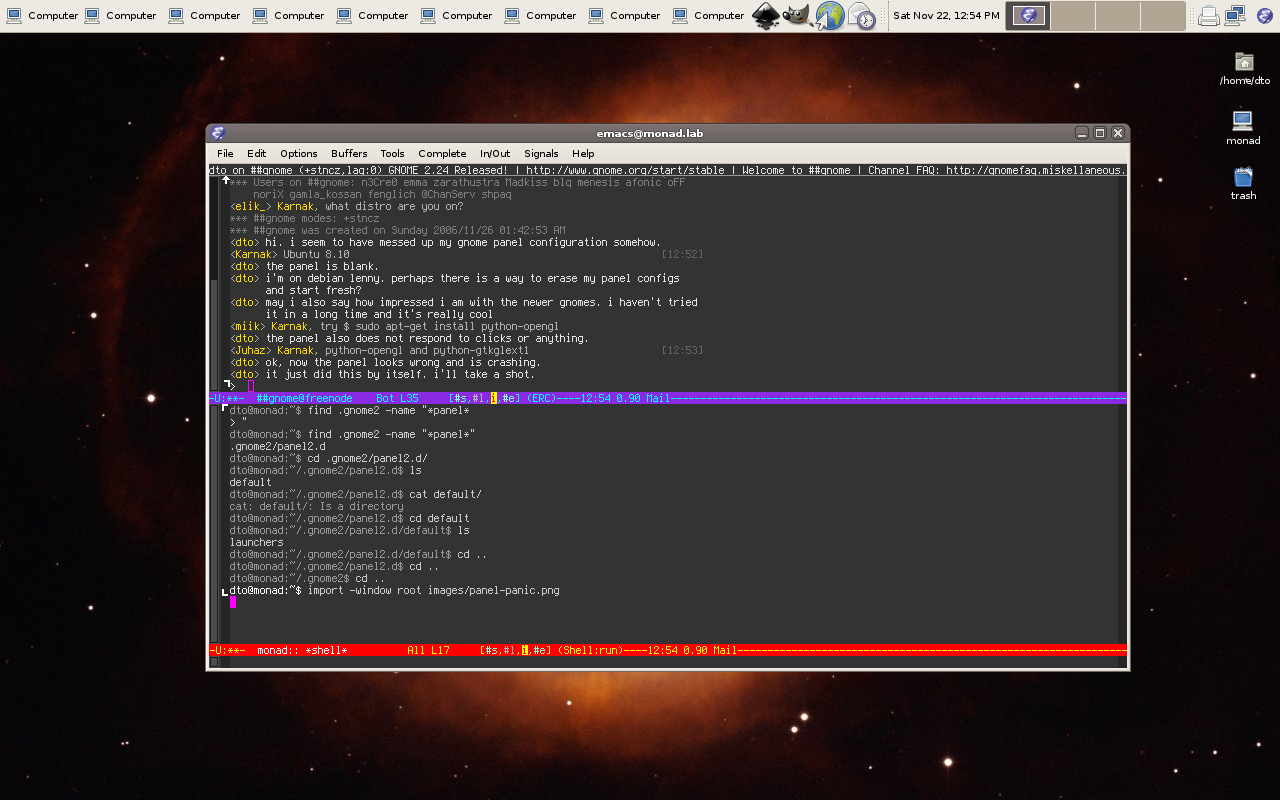 Computer Computer Computer Computer Computer Computer Computer Computer Computer Sat Nov 22, 12:54 PM
/home/dto
monad
trash
emacs@monad.lab
File Edit Options Buffers Tools Complete In/Out Signals Help
dto on ##gnome (+stncz,lag:0) GNOME 2.24 Released! | http://www.gnome.org/start/stable | Welcome to ##gnome | Channel FAQ: http://gnomefaq.miskellaneous.
*** Users on ##gnome: n3Cre0 emma zarathustra Madkiss blq menesis afonic`oFF
noriX gamla_kossan fenglich @ChanServ shpaq
<elik_> Karnak, what distro are you on?
*** ##gnome modes: +stncz
*** ##gnome was created on Sunday 2006/11/26 01:42:53 AM
<dto> hi. i seem to have messed up my gnome panel configuration somehow.
<Karnak> Ubuntu 8.10 [12:52]
<dto> the panel is blank.
<dto> i'm on debian lenny. perhaps there is a way to erase my panel configs
and start fresh?
<dto> may i also say how impressed i am with the newer gnomes. i haven't tried
it in a long time and it's really cool
<miik> Karnak, try $ sudo apt-get install python-opengl
<dto> the panel also does not respond to clicks or anything.
<Juhaz> Karnak, python-opengl and python-gtkglext1 [12:53]
<dto> ok, now the panel looks wrong and is crashing.
<dto> it just did this by itself. i'll take a shot.
>
-U:**- ##gnome@freenode Bot L35 [#s,#l,i,#e] (ERC)----12:54 0.90 Mail----
dto@monad:~$ find .gnome2 -name "*panel*
> "
dto@monad:~$ find .gnome2 -name "*panel*"
.gnome2/panel2.d
dto@monad:~$ cd .gnome2/panel2.d/
dto@monad:~/.gnome2/panel2.d$ ls
default
dto@monad:~/.gnome2/panel2.d$ cat default/
cat: default/: Is a directory
dto@monad:~/.gnome2/panel2.d$ cd default
dto@monad:~/.gnome2/panel2.d/default$ ls
launchers
dto@monad:~/.gnome2/panel2.d/default$ cd ..
dto@monad:~/.gnome2/panel2.d$ cd ..
dto@monad:~/.gnome2$ cd ..
dto@monad:~$ import -window root images/panel-panic.png
-U:**- monad:: *shell* All L17 [#s,#l,i,#e] (Shell:run)----12:54 0.90 Mail----